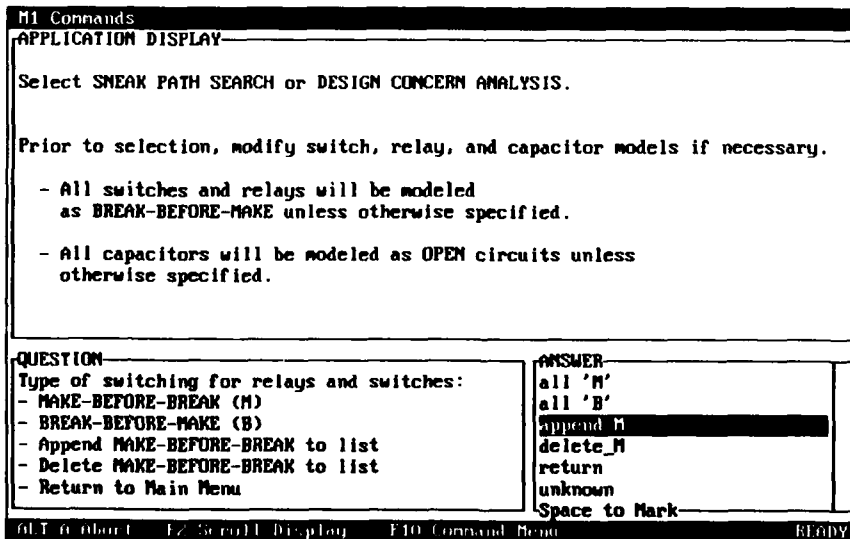 M1 Commands
APPLICATION DISPLAY
Select SNEAK PATH SEARCH or DESIGN CONCERN ANALYSIS.
Prior to selection, modify switch, relay, and capacitor models if necessary.
- All switches and relays will be modeled
as BREAK-BEFORE-MAKE unless otherwise specified.
- All capacitors will be modeled as OPEN circuits unless
otherwise specified.
QUESTION
Type of switching for relays and switches:
- MAKE-BEFORE-BREAK (M)
- BREAK-BEFORE-MAKE (B)
- Append MAKE-BEFORE-BREAK to list
- Delete MAKE-BEFORE-BREAK to list
- Return to Main Menu
ANSWER
all 'M'
all 'B'
append_M
delete_M
return
unknown
Space to Mark
ALT A Abort F2 Scroll Display F10 Command Menu READY